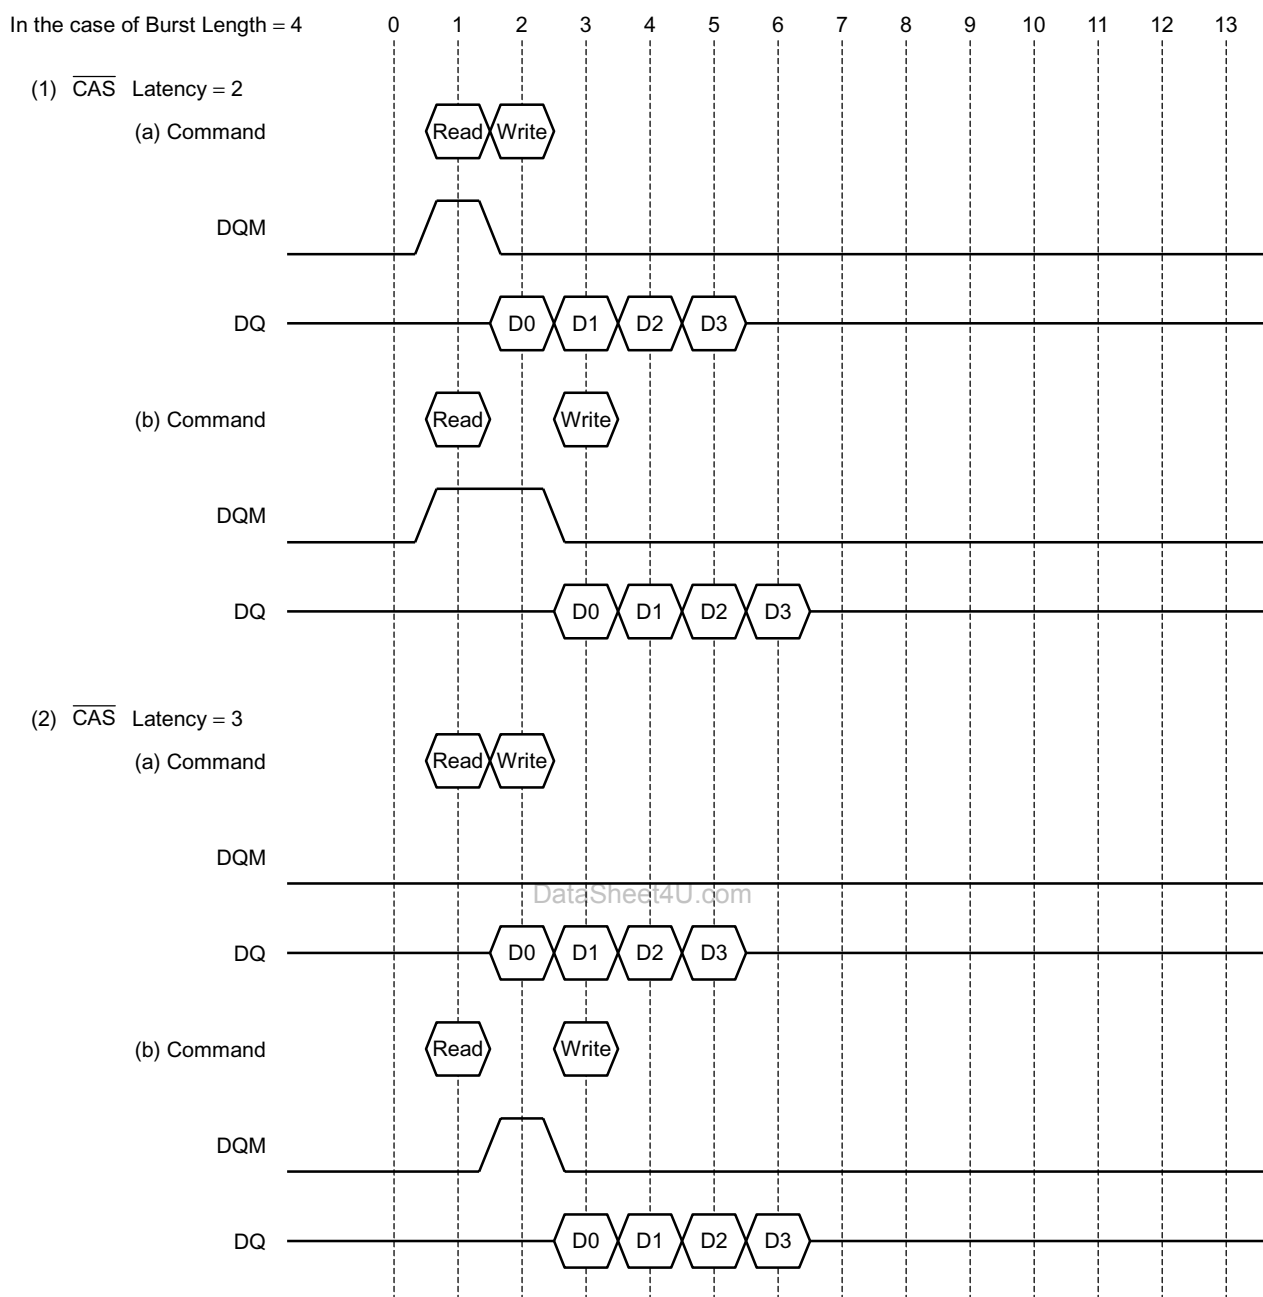 In the case of Burst Length = 4 0 1 2 3 4 5 6 7 8 9 10 11 12 13
(1) CAS Latency = 2
(a) Command Read Write
DQM
DQ D0 D1 D2 D3
(b) Command Read Write
DQM
DQ D0 D1 D2 D3
(2) CAS Latency = 3
(a) Command Read Write
DQM
DataSheet4U.com
DQ D0 D1 D2 D3
(b) Command Read Write
DQM
DQ D0 D1 D2 D3